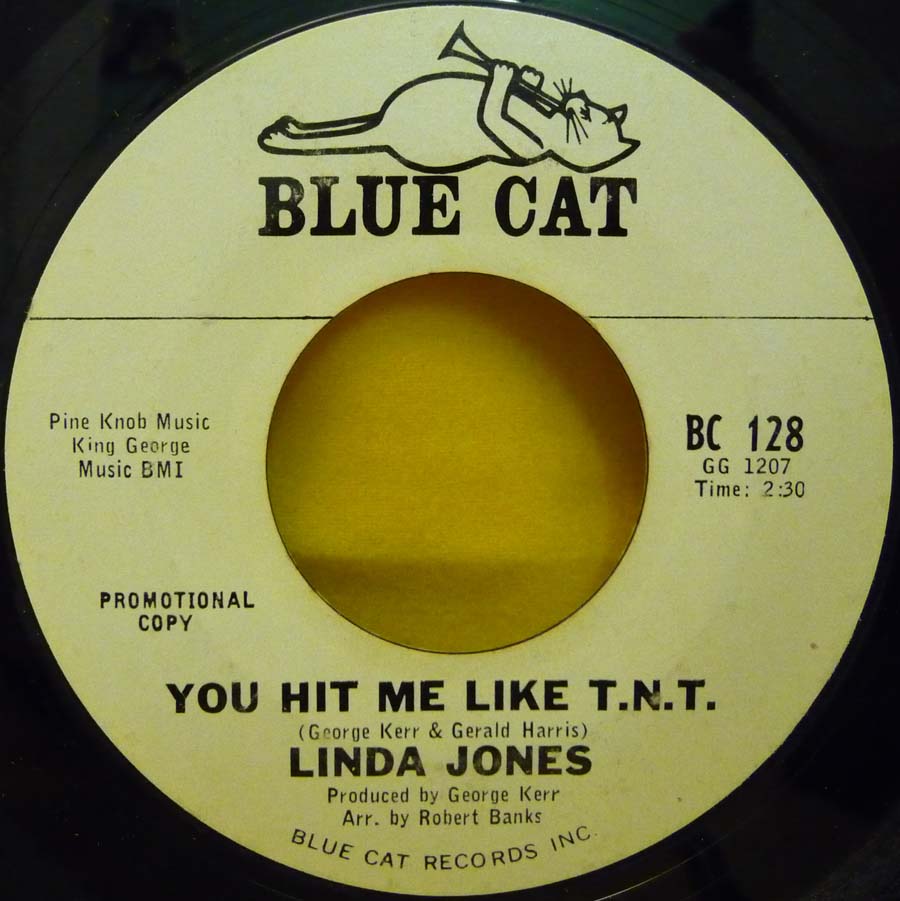 BLUE CAT
Pine Knob Music
King George
Music BMI
BC 128
GG 1207
Time: 2:30
PROMOTIONAL
COPY
YOU HIT ME LIKE T.N.T.
(George Kerr & Gerald Harris)
LINDA JONES
Produced by George Kerr
Arr. by Robert Banks
BLUE CAT RECORDS INC.